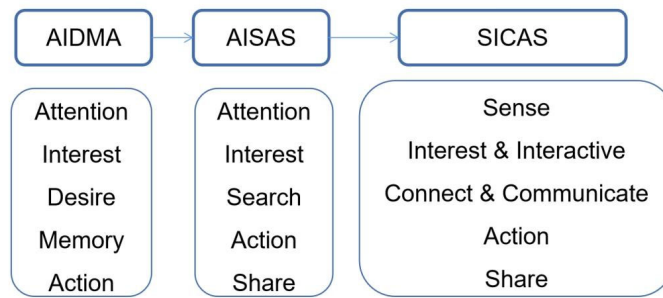 AIDMA
AISAS
SICAS
Attention
Interest
Desire
Memory
Action
Attention
Interest
Search
Action
Share
Sense
Interest & Interactive
Connect & Communicate
Action
Share